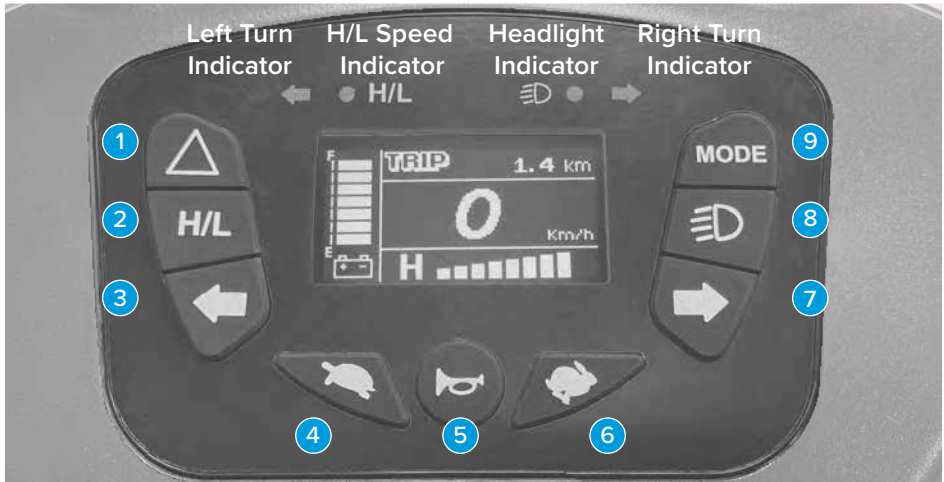 Left Turn Indicator
H/L Speed Indicator
Headlight Indicator
Right Turn Indicator
H/L
1
MODE
9
F
TRIP
1.4 km
2
H/L
0
8
Km/h
E
H
3
7
4
5
6